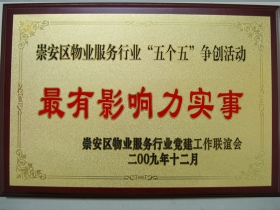 崇安区物业服务行业“五个五”争创活动
最有影响力实事
崇安区物业服务行业党建工作联谊会
二00九年十二月